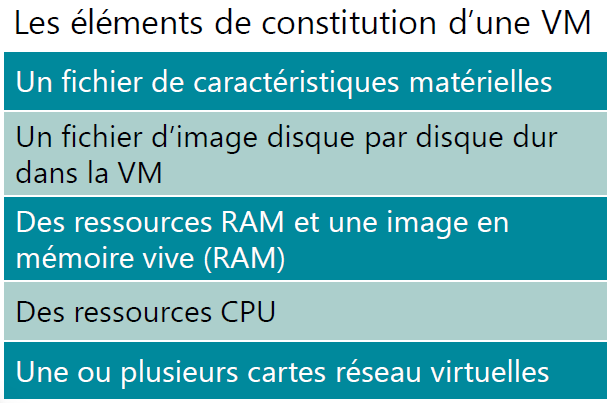 Les éléments de constitution d’une VM
Un fichier de caractéristiques matérielles
Un fichier d’image disque par disque dur
dans la VM
Des ressources RAM et une image en
mémoire vive (RAM)
Des ressources CPU
Une ou plusieurs cartes réseau virtuelles